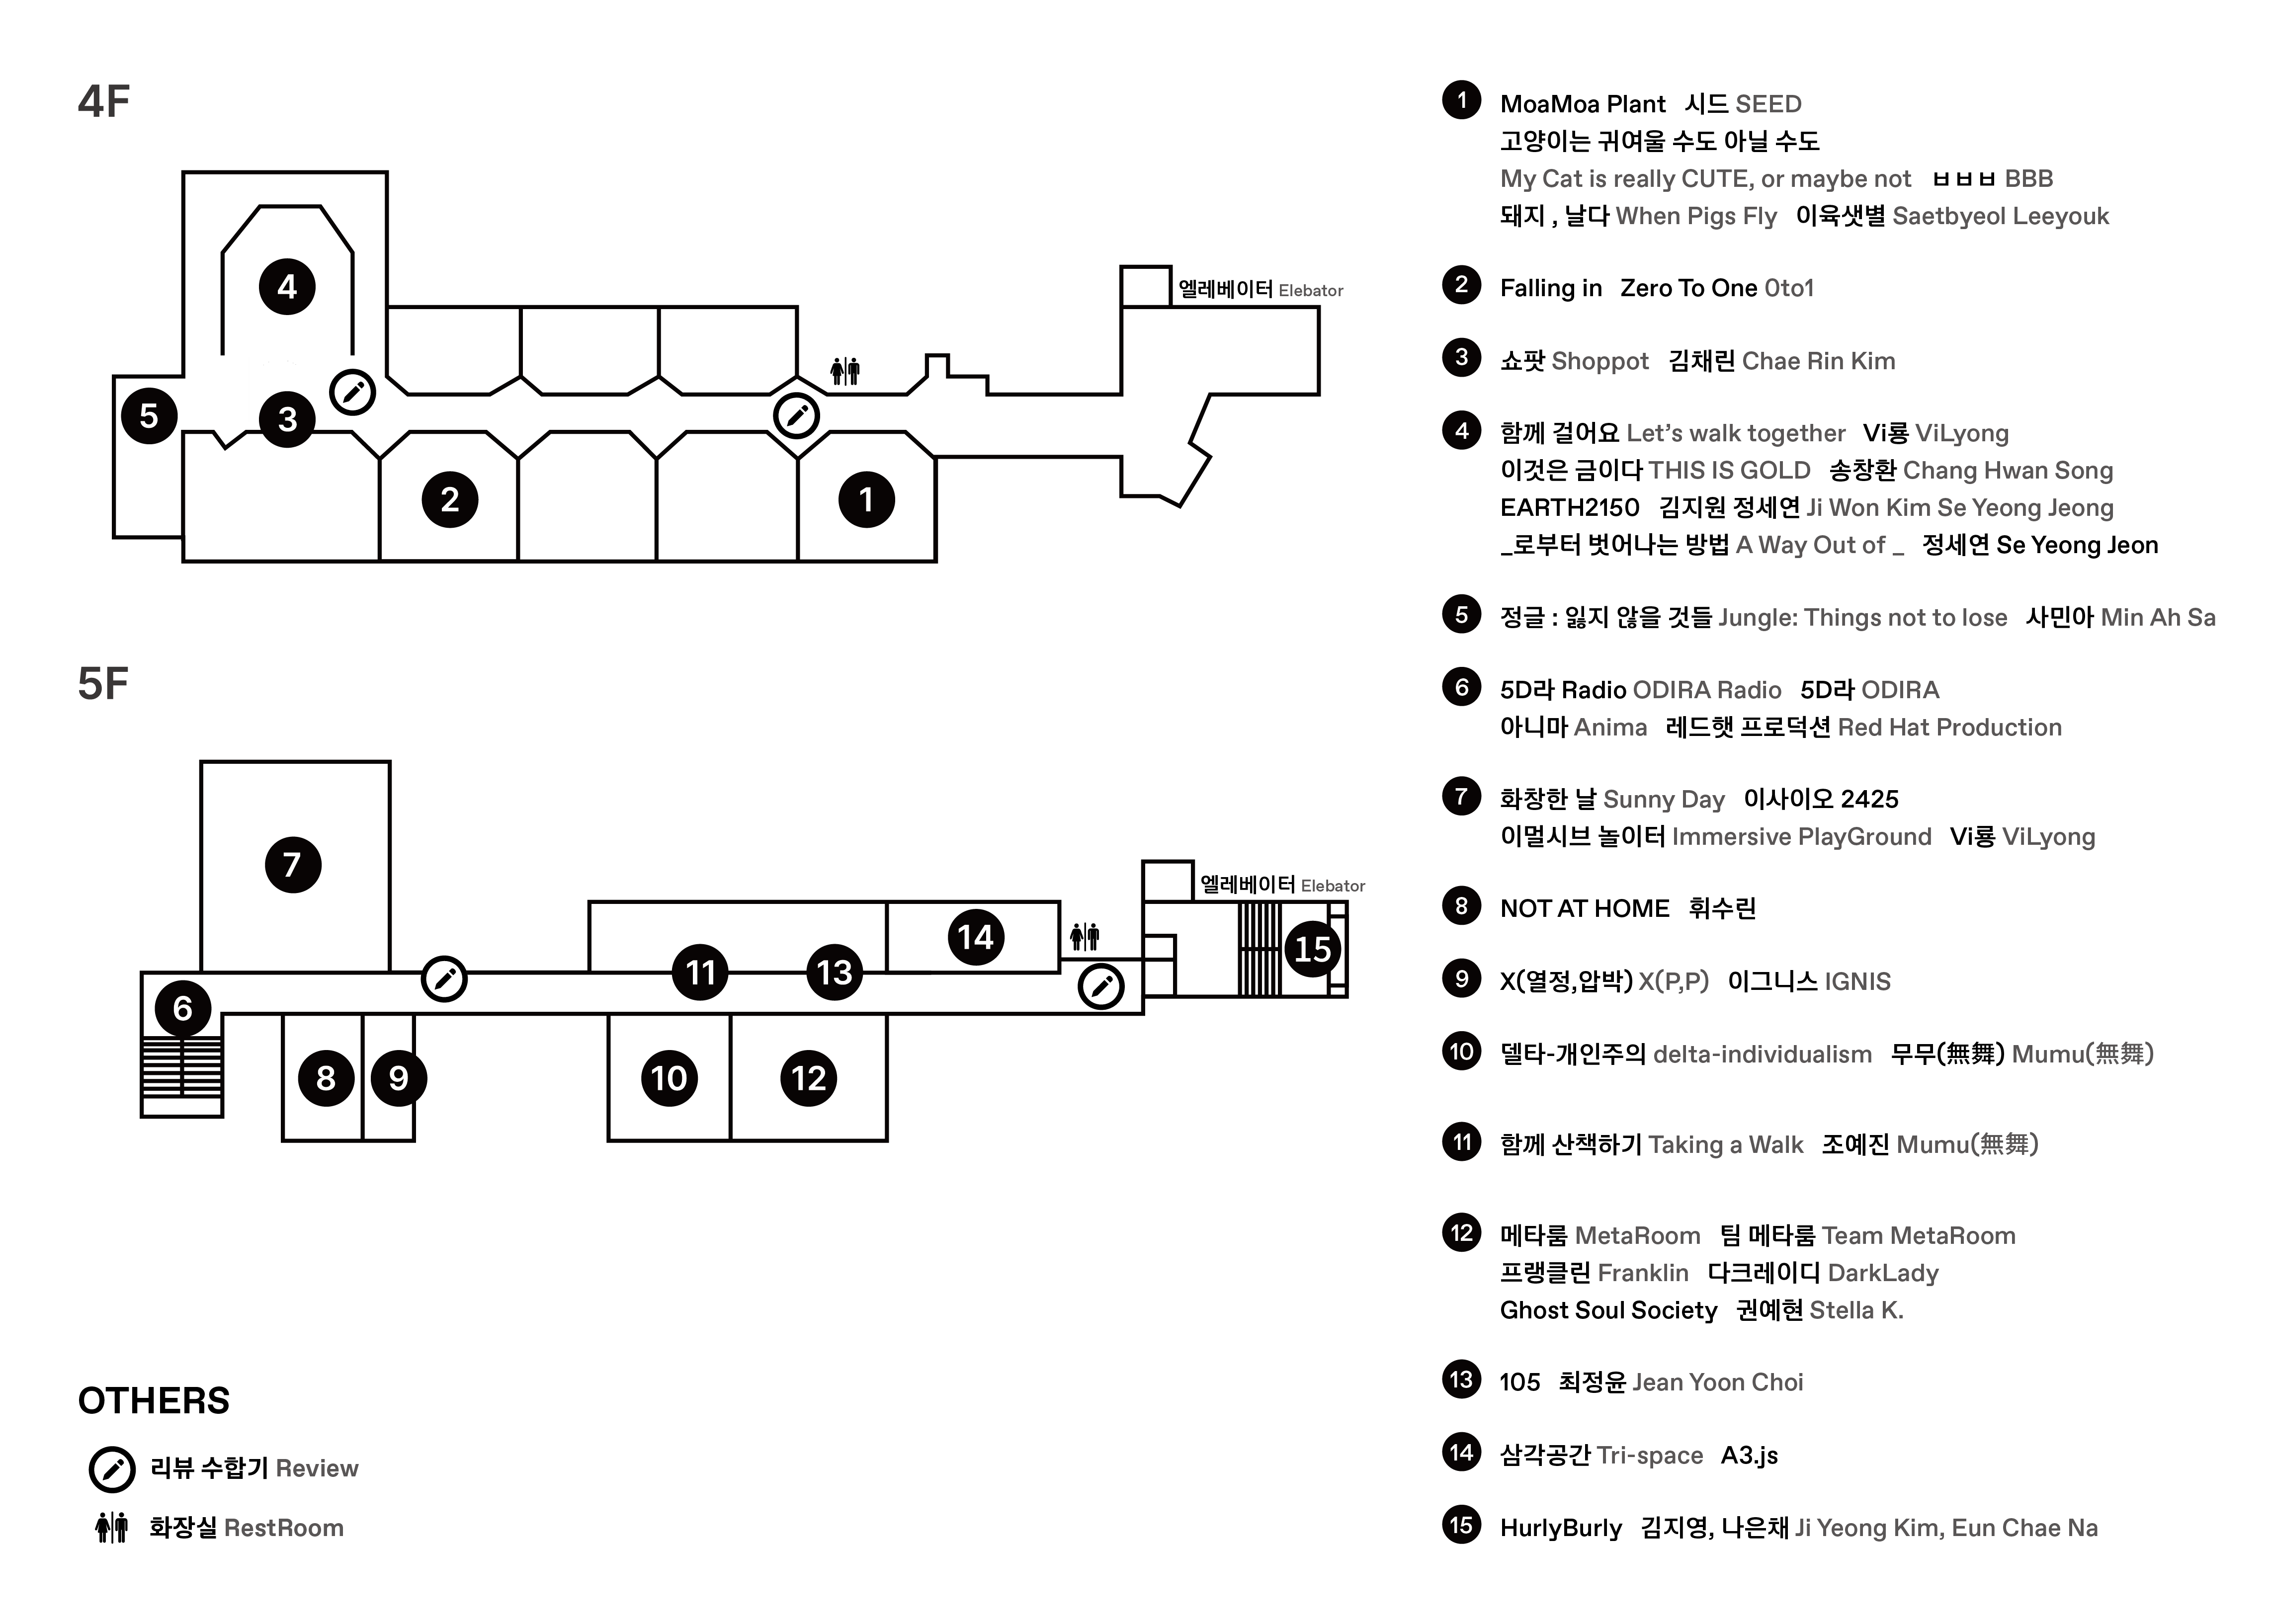 4F
4
5
3
2
1
엘레베이터 Elebator
5F
7
6
8
9
11
13
14
10
12
15
엘레베이터 Elebator
OTHERS
리뷰 수합기 Review
화장실 RestRoom
1 MoaMoa Plant 시드 SEED
고양이는 귀여울 수도 아닐 수도
My Cat is really CUTE, or maybe not ㅂㅂㅂ BBB
돼지 , 날다 When Pigs Fly 이육샛별 Saetbyeol Leeyouk
2 Falling in Zero To One 0to1
3 쇼팟 Shoppot 김채린 Chae Rin Kim
4 함께 걸어요 Let’s walk together Vi룡 ViLyong
이것은 금이다 THIS IS GOLD 송창환 Chang Hwan Song
EARTH2150 김지원 정세연 Ji Won Kim Se Yeong Jeong
_로부터 벗어나는 방법 A Way Out of _ 정세연 Se Yeong Jeon
5 정글 : 잃지 않을 것들 Jungle: Things not to lose 사민아 Min Ah Sa
6 5D라 Radio ODIRA Radio 5D라 ODIRA
아니마 Anima 레드햇 프로덕션 Red Hat Production
7 화창한 날 Sunny Day 이사이오 2425
이멀시브 놀이터 Immersive PlayGround Vi룡 ViLyong
8 NOT AT HOME 휘수린
9 X(열정,압박) X(P,P) 이그니스 IGNIS
10 델타-개인주의 delta-individualism 무무(無舞) Mumu(無舞)
11 함께 산책하기 Taking a Walk 조예진 Mumu(無舞)
12 메타룸 MetaRoom 팀 메타룸 Team MetaRoom
프랭클린 Franklin 다크레이디 DarkLady
Ghost Soul Society 권예현 Stella K.
13 105 최정윤 Jean Yoon Choi
14 삼각공간 Tri-space A3.js
15 HurlyBurly 김지영, 나은채 Ji Yeong Kim, Eun Chae Na